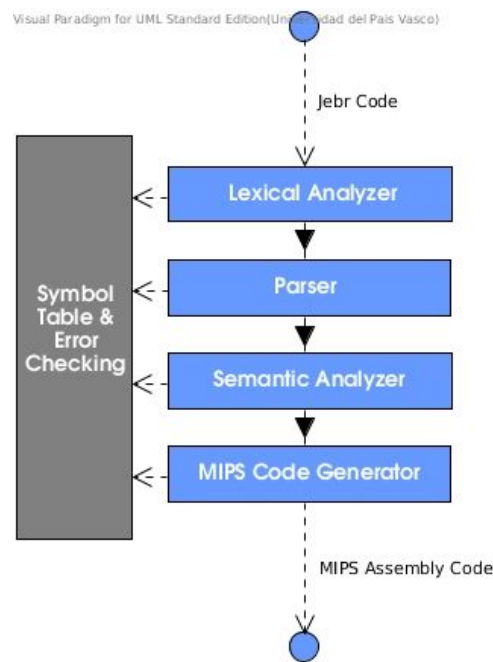 Visual Paradigm for UML Standard Edition(Universidad del Pais Vasco)
Jebr Code
Lexical Analyzer
Parser
Symbol
Table &
Error
Checking
Semantic Analyzer
MIPS Code Generator
MIPS Assembly Code